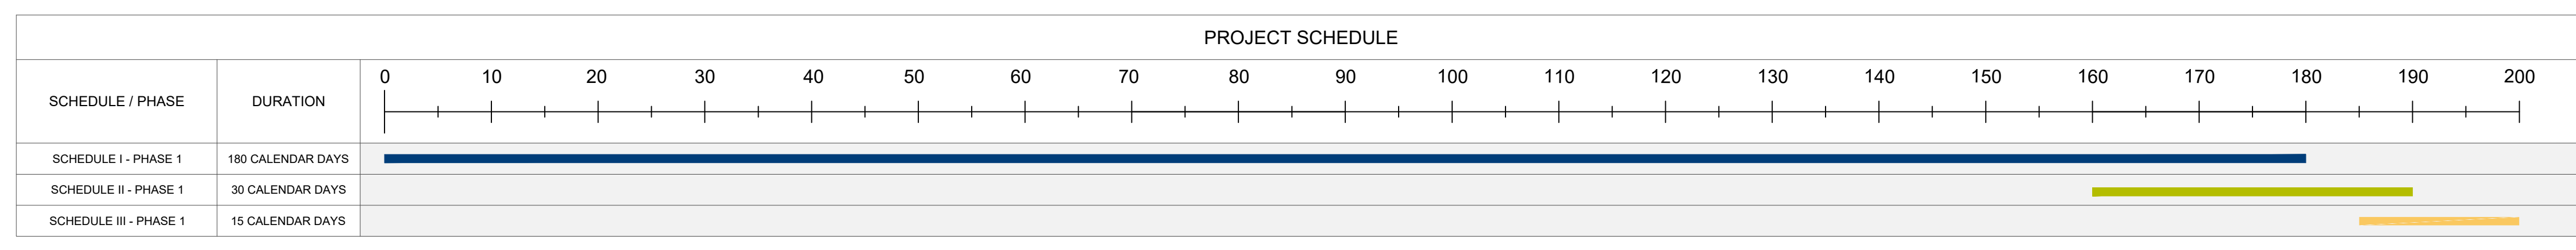 PROJECT SCHEDULE
SCHEDULE / PHASE DURATION 0 10 20 30 40 50 60 70 80 90 100 110 120 130 140 150 160 170 180 190 200
SCHEDULE I - PHASE 1 180 CALENDAR DAYS
SCHEDULE II - PHASE 1 30 CALENDAR DAYS
SCHEDULE III - PHASE 1 15 CALENDAR DAYS